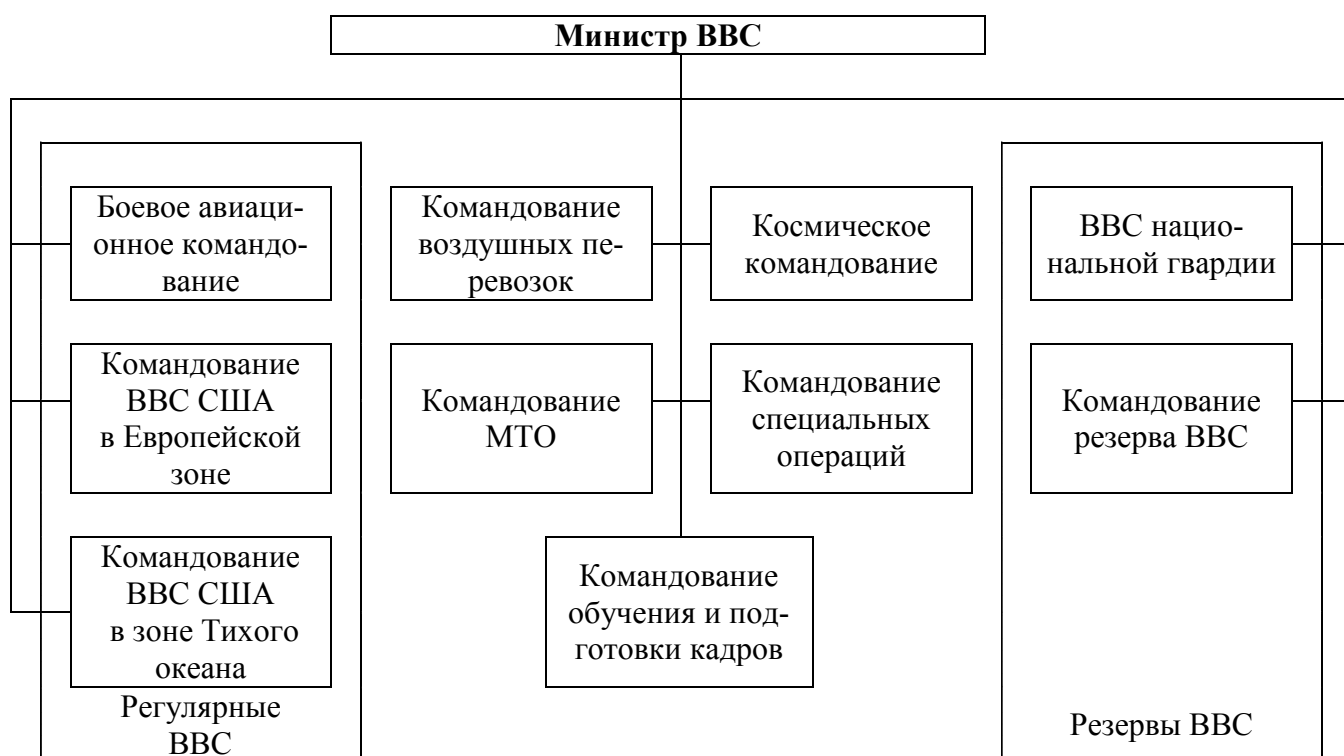 Министр ВВС
Боевое авиаци-
онное командо-
вание
Командование
воздушных пе-
ревозок
Космическое
командование
ВВС нацио-
нальной гвардии
Командование
ВВС США
в Европейской
зоне
Командование
МТО
Командование
специальных
операций
Командование
резерва ВВС
Командование
ВВС США
в зоне Тихого
океана
Командование
обучения и под-
готовки кадров
Регулярные
ВВС
Резервы ВВС